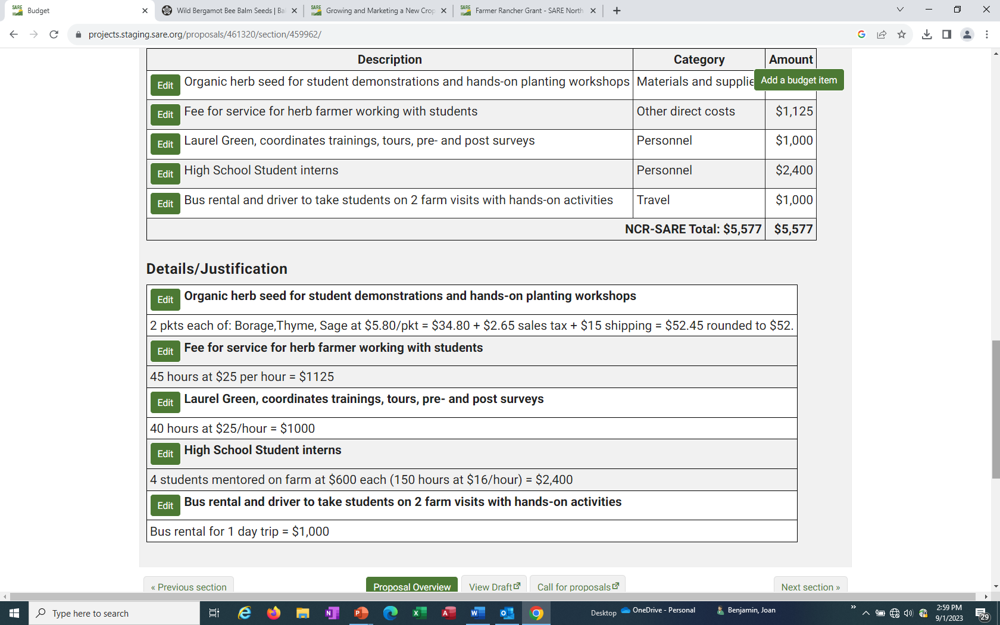 SARE
Budget
Wild Bergamot Bee Balm Seeds | Ba
SARE
Growing and Marketing a New Crop
SARE
Farmer Rancher Grant - SARE North
projects.staging.sare.org/proposals/461320/section/459962/
Description Category Amount
Edit Organic herb seed for student demonstrations and hands-on planting workshops Materials and supplie
Add a budget item
Edit Fee for service for herb farmer working with students Other direct costs $1,125
Edit Laurel Green, coordinates trainings, tours, pre- and post surveys Personnel $1,000
Edit High School Student interns Personnel $2,400
Edit Bus rental and driver to take students on 2 farm visits with hands-on activities Travel $1,000
NCR-SARE Total: $5,577 $5,577
Details/Justification
Edit Organic herb seed for student demonstrations and hands-on planting workshops
2 pkts each of: Borage,Thyme, Sage at $5.80/pkt = $34.80 + $2.65 sales tax + $15 shipping = $52.45 rounded to $52.
Edit Fee for service for herb farmer working with students
45 hours at $25 per hour = $1125
Edit Laurel Green, coordinates trainings, tours, pre- and post surveys
40 hours at $25/hour = $1000
Edit High School Student interns
4 students mentored on farm at $600 each (150 hours at $16/hour) = $2,400
Edit Bus rental and driver to take students on 2 farm visits with hands-on activities
Bus rental for 1 day trip = $1,000
« Previous section Proposal Overview View Draft Call for proposals Next section »
Type here to search
Desktop
OneDrive - Personal
Benjamin, Joan
»
2:59 PM
9/1/2023
29